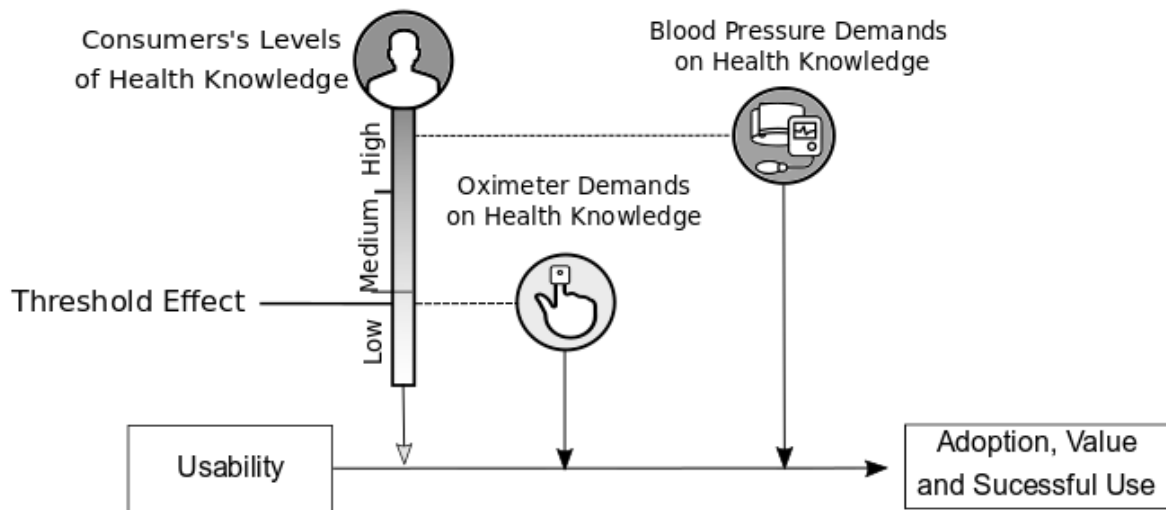 Consumers's Levels
of Health Knowledge
Blood Pressure Demands
on Health Knowledge
High
Oximeter Demands
on Health Knowledge
Medium
Threshold Effect
Low
Usability
Adoption, Value
and Sucessful Use